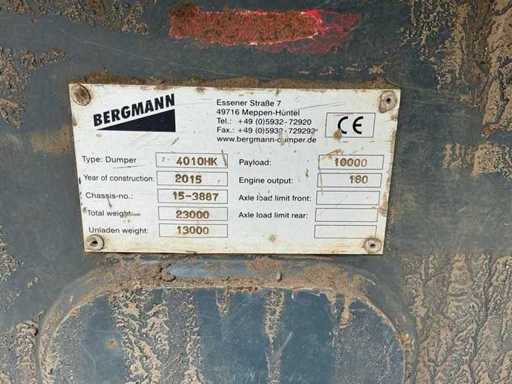 BERGMANN
Essener Straße 7
49716 Meppen-Hüntel
Tel.: +49 (0)5932-72920
Fax.: +49 (0)5932-729292
www.bergmann-dumper.de
CE
Type: Dumper 4010HK Payload: 10000
Year of construction: 2015 Engine output: 180
Chassis-no.: 15-3887 Axle load limit front:
Total weight: 23000 Axle load limit rear:
Unladen weight: 13000